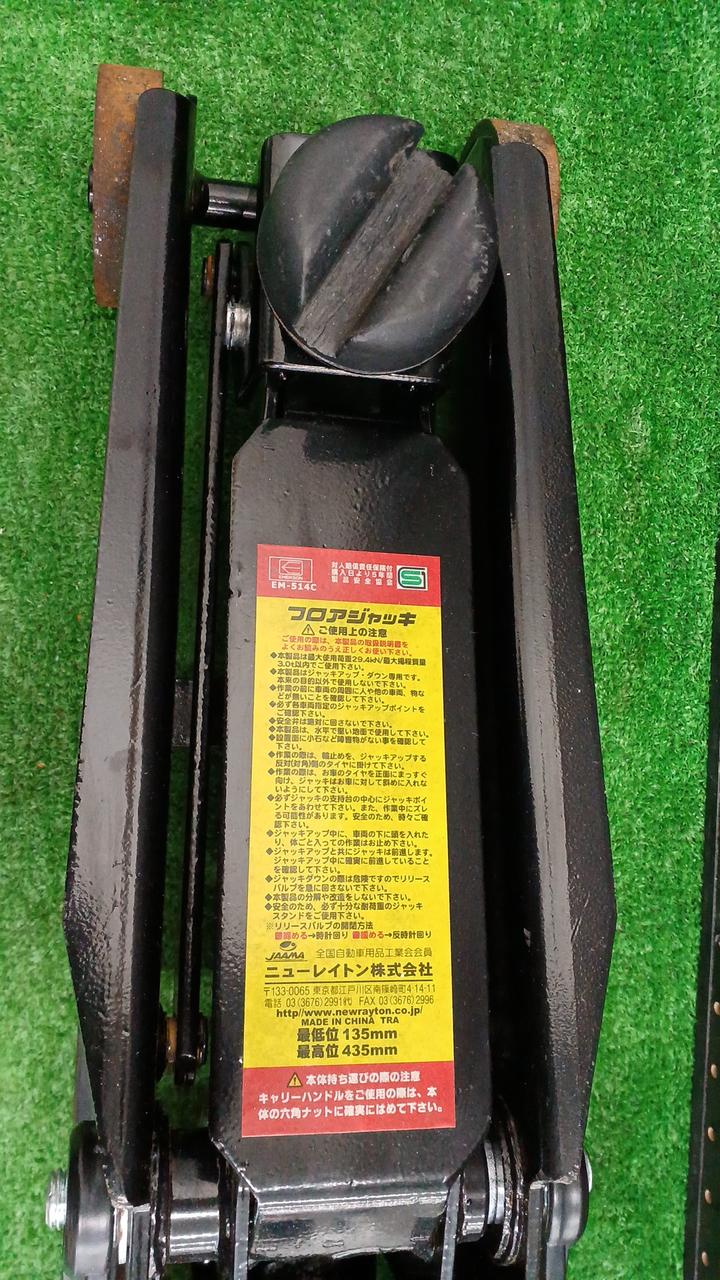 EMERSON
EM-514C
対人賠償責任保険付
購入日より5年間
製品安全協会
フロアジャッキ
ご使用上の注意
ご使用の際は、本製品の取扱説明書を
よくお読みのうえ正しくお使い下さい。
◆本製品は最大使用荷重29.4kN/最大揚程質量
3.0t以内でご使用下さい。
◆本製品はジャッキアップ・ダウン専用です。
本来の目的以外で使用しないで下さい。
◆作業の前に車両の周囲に人や他の車両、物な
どが無いことを確認して下さい。
◆必ず各車両指定のジャッキアップポイントを
ご確認下さい。
◆安全弁は絶対に回さないで下さい。
◆本製品は、水平で堅い地面で使用して下さい。
◆設置面に小石など障害物がない事を確認して
下さい。
◆作業の際は、輪止めを、ジャッキアップする
反対(対角)側のタイヤに掛けて下さい。
◆作業の際は、お車のタイヤを正面にまっすぐ
向け、ジャッキはお車に対して斜めに入れな
いようにして下さい。
◆必ずジャッキの支持台の中心にジャッキポイ
ントをあわせて下さい。また、作業中にズレ
る可能性があります。安全のため、時々ご確
認下さい。
◆ジャッキアップ中に、車両の下に頭を入れた
り、体ごと入っての作業はお止め下さい。
◆ジャッキアップと共にジャッキは前進します。
ジャッキアップ中に確実に前進していること
を確認して下さい。
◆ジャッキダウンの際は危険ですのでリリース
バルブを急に回さないで下さい。
◆本製品の分解や改造をしないで下さい。
◆安全のため、必ず十分な耐荷重のジャッキ
スタンドをご使用下さい。
※リリースバルブの開閉方法
締める→時計回り 緩める→反時計回り
JAAMA 全国自動車用品工業会会員
ニューレイトン株式会社
〒133-0065 東京都江戸川区南篠崎町4-14-11
電話 03(3676)2991㈹ FAX 03(3676)2996
http//www.newrayton.co.jp/
MADE IN CHINA TRA
最低位 135mm
最高位 435mm
本体持ち運びの際の注意
キャリーハンドルをご使用の際は、本
体の六角ナットに確実にはめて下さい。